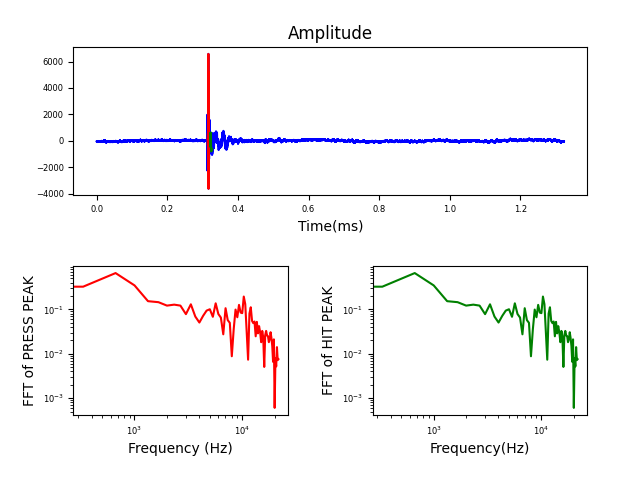 Amplitude
6000
4000
2000
0
−2000
−4000
0.0 0.2 0.4 0.6 0.8 1.0 1.2
Time(ms)
FFT of PRESS PEAK
10⁻¹
10⁻²
10⁻³
10³ 10⁴
Frequency (Hz)
FFT of HIT PEAK
10⁻¹
10⁻²
10⁻³
10³ 10⁴
Frequency(Hz)